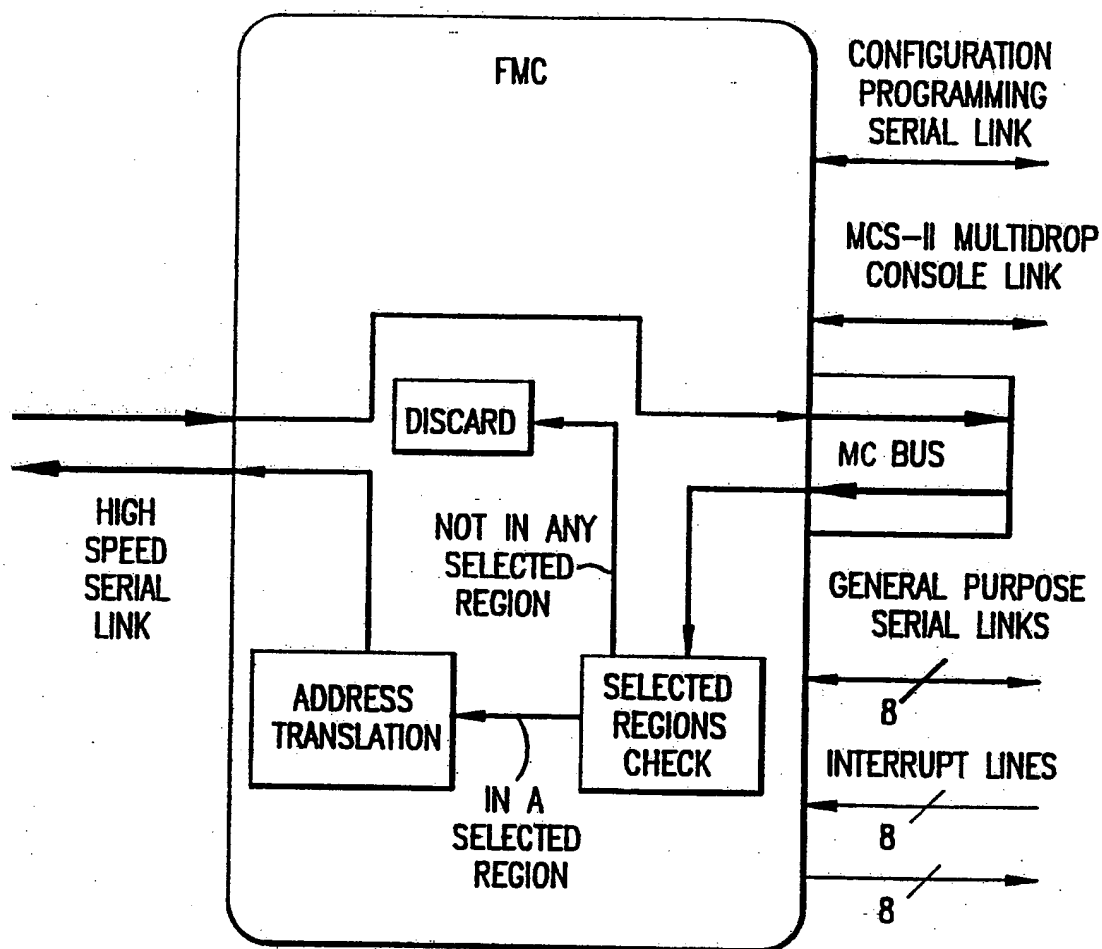 FMC
CONFIGURATION
PROGRAMMING
SERIAL LINK
MCS-II MULTIDROP
CONSOLE LINK
DISCARD
MC BUS
HIGH
SPEED
SERIAL
LINK
NOT IN ANY
SELECTED
REGION
GENERAL PURPOSE
SERIAL LINKS
8
ADDRESS
TRANSLATION
SELECTED
REGIONS
CHECK
IN A
SELECTED
REGION
INTERRUPT LINES
8
8